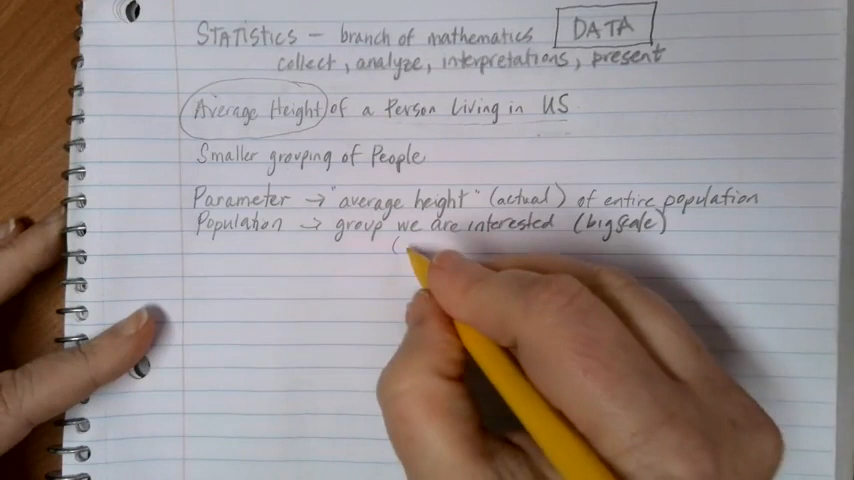 STATISTICS - branch of mathematics DATA
collect, analyze, interpretations, present
Average Height of a Person Living in US
Smaller grouping of People
Parameter → "average height" (actual) of entire population
Population → group we are interested (big scale)
(